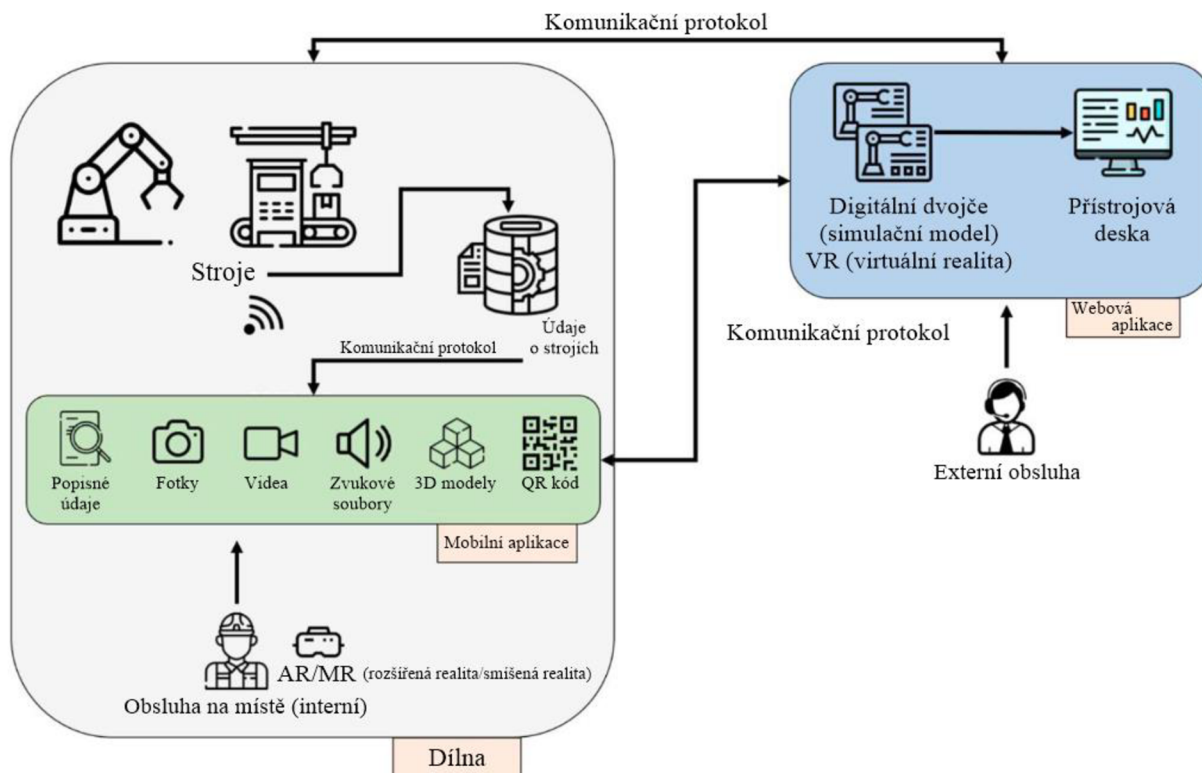 Komunikační protokol
Stroje
Údaje
o strojích
Komunikační protokol
Popisné
údaje
Fotky
Videa
Zvukové
soubory
3D modely
QR kód
Mobilní aplikace
AR/MR (rozšířená realita/smíšená realita)
Obsluha na místě (interní)
Dílna
Digitální dvojče
(simulační model)
VR (virtuální realita)
Přístrojová
deska
Webová
aplikace
Komunikační protokol
Externí obsluha